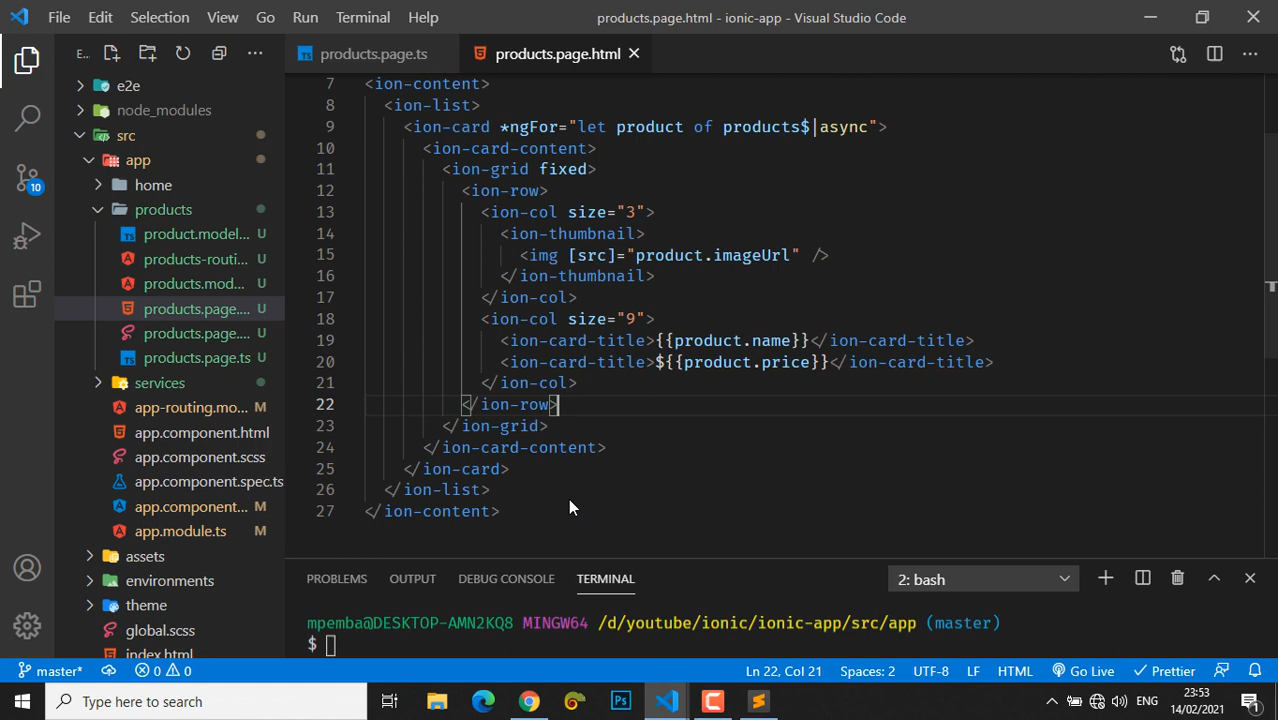 File Edit Selection View Go Run Terminal Help products.page.html - ionic-app - Visual Studio Code
E...
products.page.ts products.page.html
e2e
node_modules
src
app
home
products
product.model... U
products-routi... U
products.mod... U
products.page.... U
products.page.... U
products.page.ts U
services
app-routing.mo... M
app.component.html
app.component.scss
app.component.spec.ts
app.component... M
app.module.ts M
assets
environments
theme
global.scss
index.html
10
7 <ion-content>
8 <ion-list>
9 <ion-card *ngFor="let product of products$|async">
10 <ion-card-content>
11 <ion-grid fixed>
12 <ion-row>
13 <ion-col size="3">
14 <ion-thumbnail>
15 <img [src]="product.imageUrl" />
16 </ion-thumbnail>
17 </ion-col>
18 <ion-col size="9">
19 <ion-card-title>{{product.name}}</ion-card-title>
20 <ion-card-title>${{product.price}}</ion-card-title>
21 </ion-col>
22 </ion-row>
23 </ion-grid>
24 </ion-card-content>
25 </ion-card>
26 </ion-list>
27 </ion-content>
PROBLEMS OUTPUT DEBUG CONSOLE TERMINAL 2: bash
mpemba@DESKTOP-AMN2KQ8 MINGW64 /d/youtube/ionic/ionic-app/src/app (master)
$
master* 0 0 Ln 22, Col 21 Spaces: 2 UTF-8 LF HTML Go Live Prettier
Type here to search
Ps
ENG
23:53
14/02/2021
1